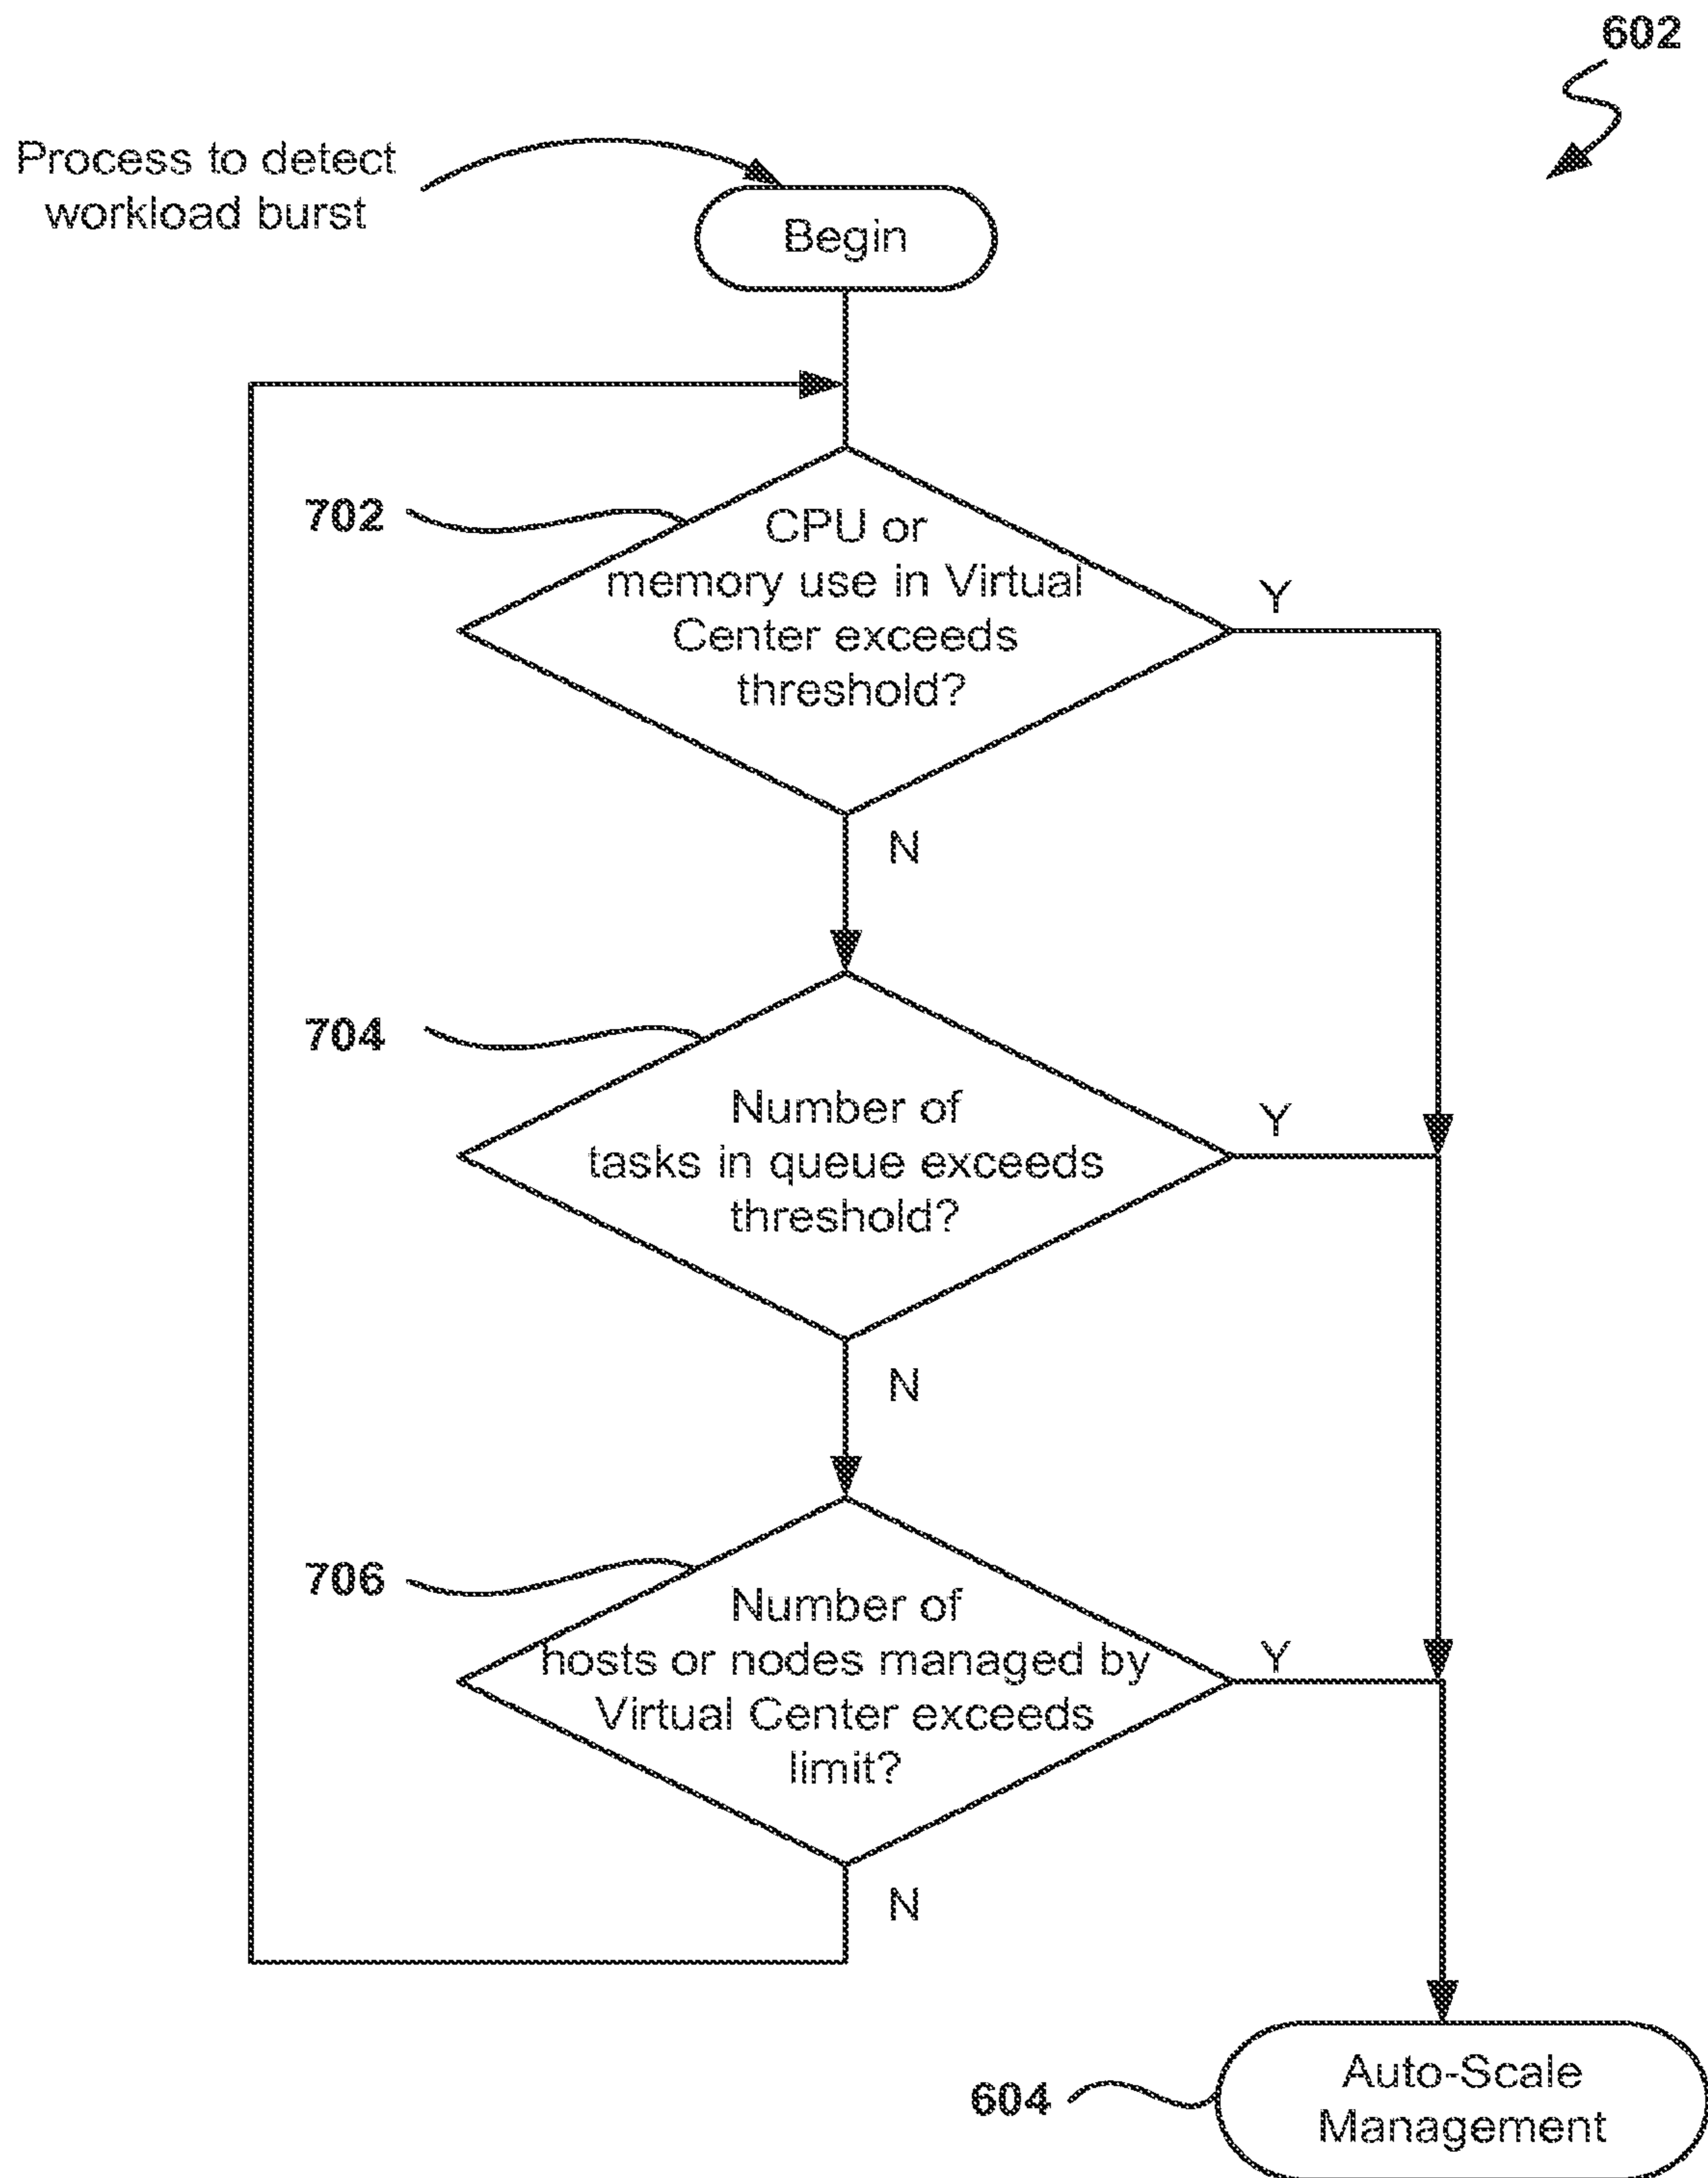 602
Process to detect
workload burst
Begin
702
CPU or
memory use in Virtual
Center exceeds
threshold?
Y
N
704
Number of
tasks in queue exceeds
threshold?
Y
N
706
Number of
hosts or nodes managed by
Virtual Center exceeds
limit?
Y
N
604
Auto-Scale
Management